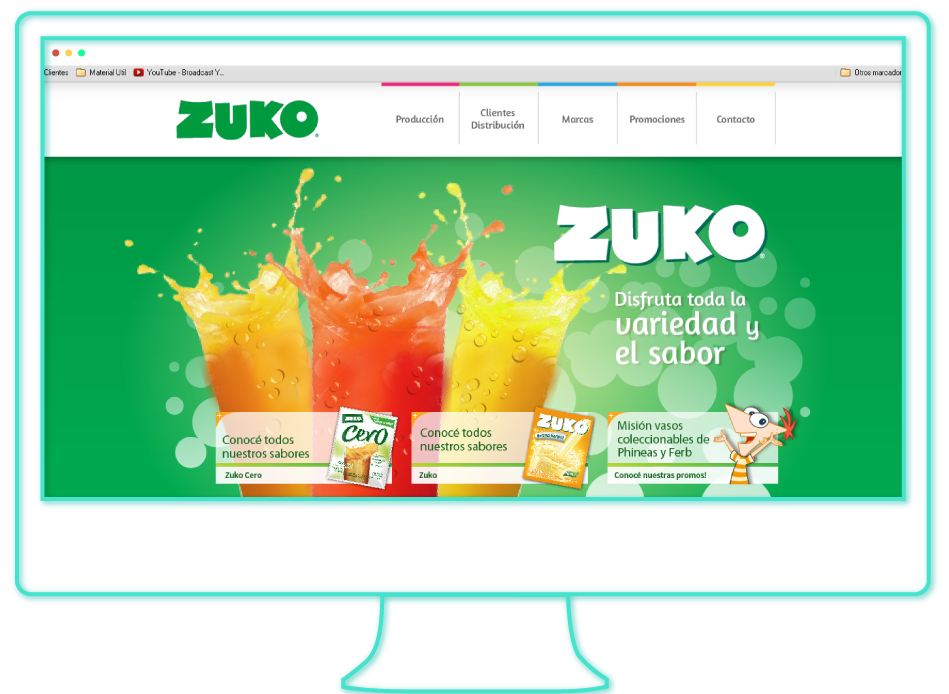 Clientes Material Util YouTube - Broadcast Y... Otros marcador
ZUKO
Producción
Clientes
Distribución
Marcas
Promociones
Contacto
ZUKO
Disfruta toda la
variedad y
el sabor
Conocé todos
nuestros sabores
Zuko Cero
ZUKO
Cero
Conocé todos
nuestros sabores
Zuko
ZUKO
Misión vasos
coleccionables de
Phineas y Ferb
Conocé nuestras promos!